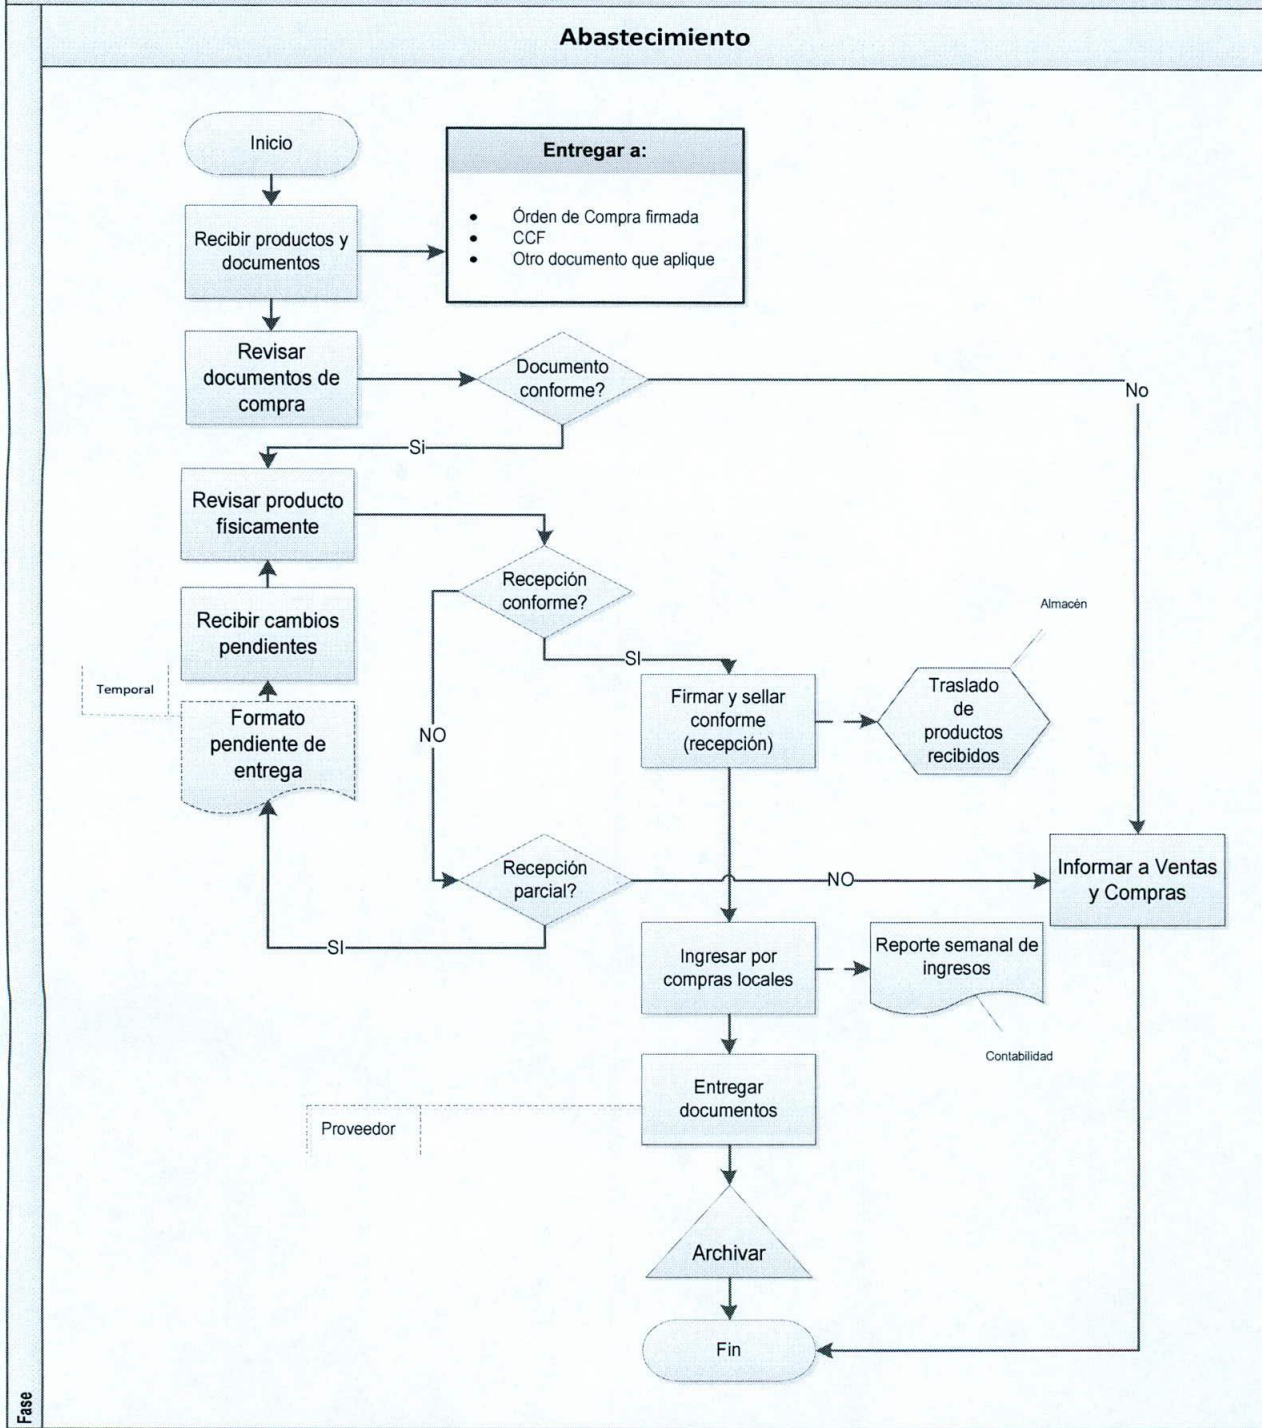 Abastecimiento
Inicio
Entregar a:
Recibir productos y
documentos
• Órden de Compra firmada
• CCF
• Otro documento que aplique
Revisar
documentos de
compra
Documento
conforme?
No
Si
Revisar producto
físicamente
Recepción
conforme?
Recibir cambios
pendientes
Almacén
SI
Temporal
Firmar y sellar
conforme
(recepción)
Traslado
de
productos
recibidos
Formato
pendiente de
entrega
NO
Recepción
parcial?
NO
Informar a Ventas
y Compras
SI
Ingresar por
compras locales
Reporte semanal de
ingresos
Contabilidad
Entregar
documentos
Proveedor
Archivar
Fin
Fase